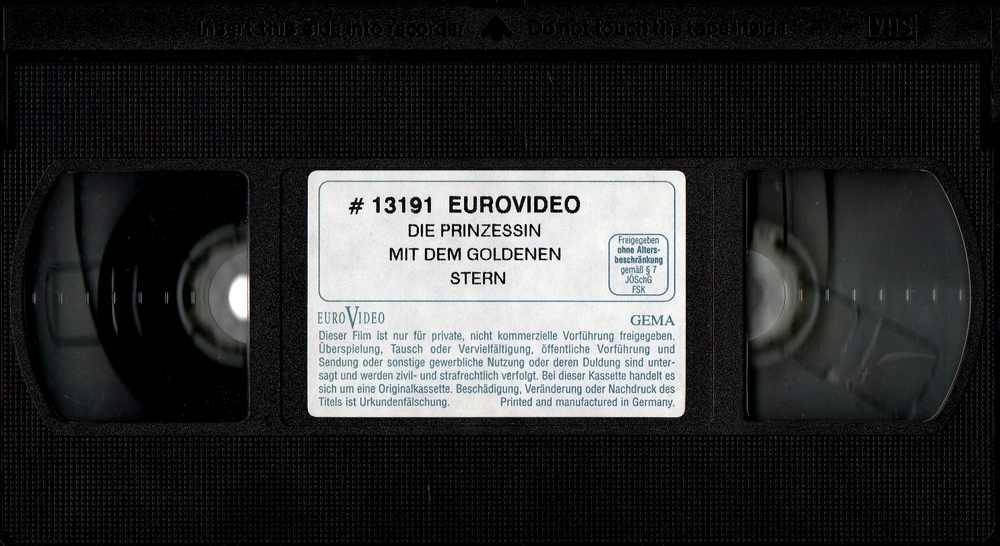 Insert this side into recorder Do not touch the tape inside VHS
# 13191 EUROVIDEO
DIE PRINZESSIN
MIT DEM GOLDENEN
STERN
Freigegeben
ohne Alters-
beschränkung
gemäß § 7
JÖSchG
FSK
EUROVIDEO GEMA
Dieser Film ist nur für private, nicht kommerzielle Vorführung freigegeben.
Überspielung, Tausch oder Vervielfältigung, öffentliche Vorführung und
Sendung oder sonstige gewerbliche Nutzung oder deren Duldung sind unter-
sagt und werden zivil- und strafrechtlich verfolgt. Bei dieser Kassette handelt es
sich um eine Originalkassette. Beschädigung, Veränderung oder Nachdruck des
Titels ist Urkundenfälschung. Printed and manufactured in Germany.